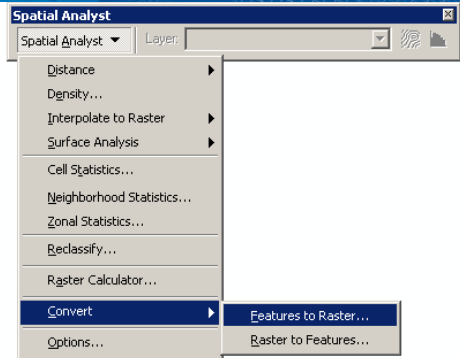 Spatial Analyst
Spatial Analyst Layer:
Distance
Density...
Interpolate to Raster
Surface Analysis
Cell Statistics...
Neighborhood Statistics...
Zonal Statistics...
Reclassify...
Raster Calculator...
Convert
Features to Raster...
Raster to Features...
Options...